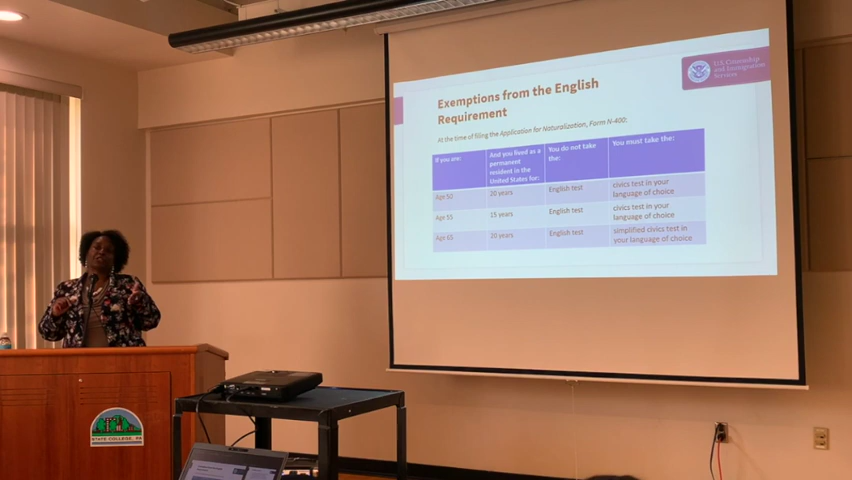 U.S. Citizenship
and Immigration
Services
Exemptions from the English
Requirement
At the time of filing the Application for Naturalization, Form N-400:
If you are:
And you lived as a
permanent
resident in the
United States for:
You do not take
the:
You must take the:
Age 50
20 years
English test
civics test in your
language of choice
Age 55
15 years
English test
civics test in your
language of choice
Age 65
20 years
English test
simplified civics test in
your language of choice
STATE COLLEGE, PA